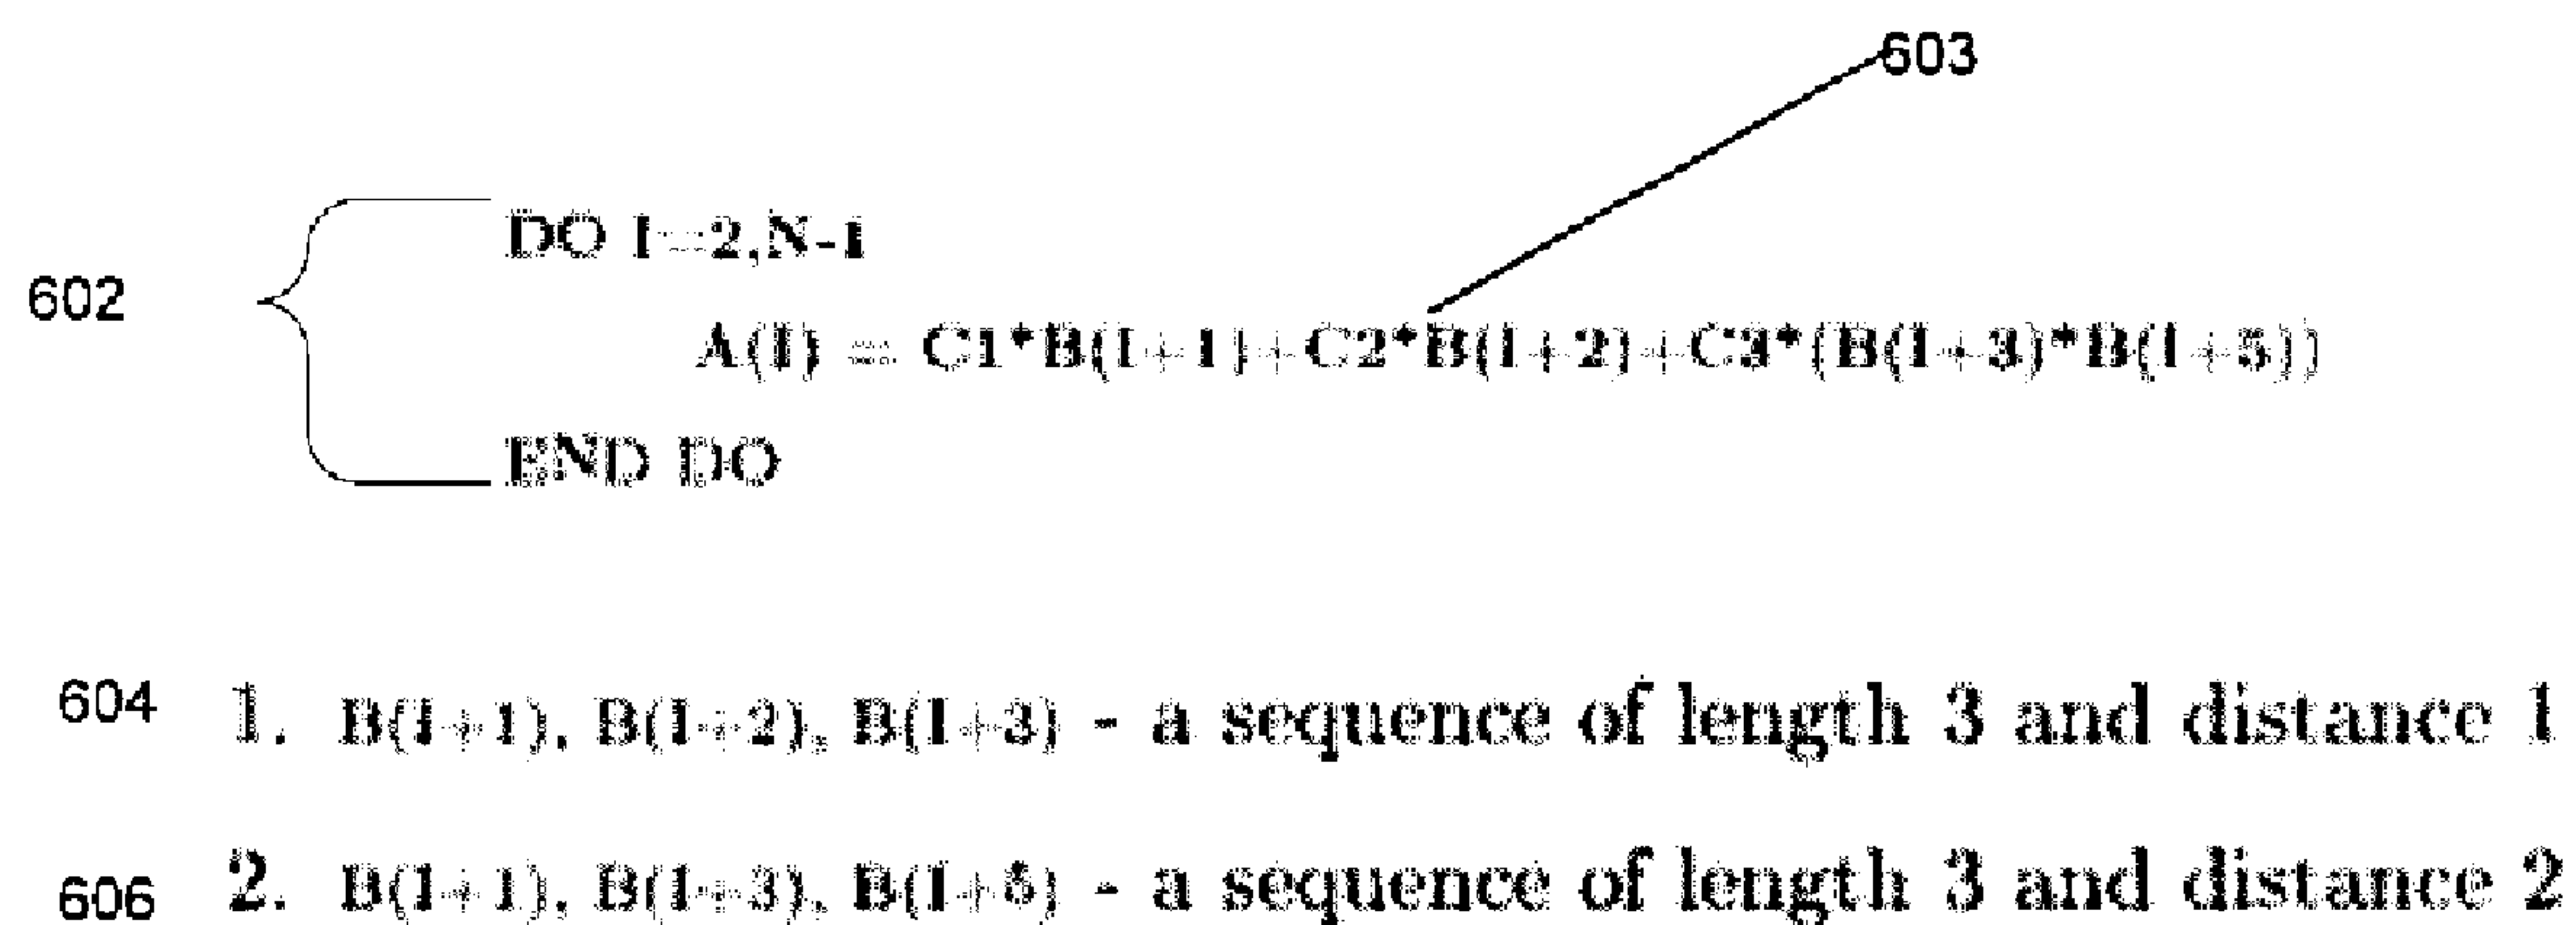 603
DO I=2,N-1
602
A(I) = C1*B(I+1)+C2*B(I+2)+C3*(B(I+3)*B(I+5))
END DO
604 1. B(I+1), B(I+2), B(I+3) - a sequence of length 3 and distance 1
606 2. B(I+1), B(I+3), B(I+5) - a sequence of length 3 and distance 2